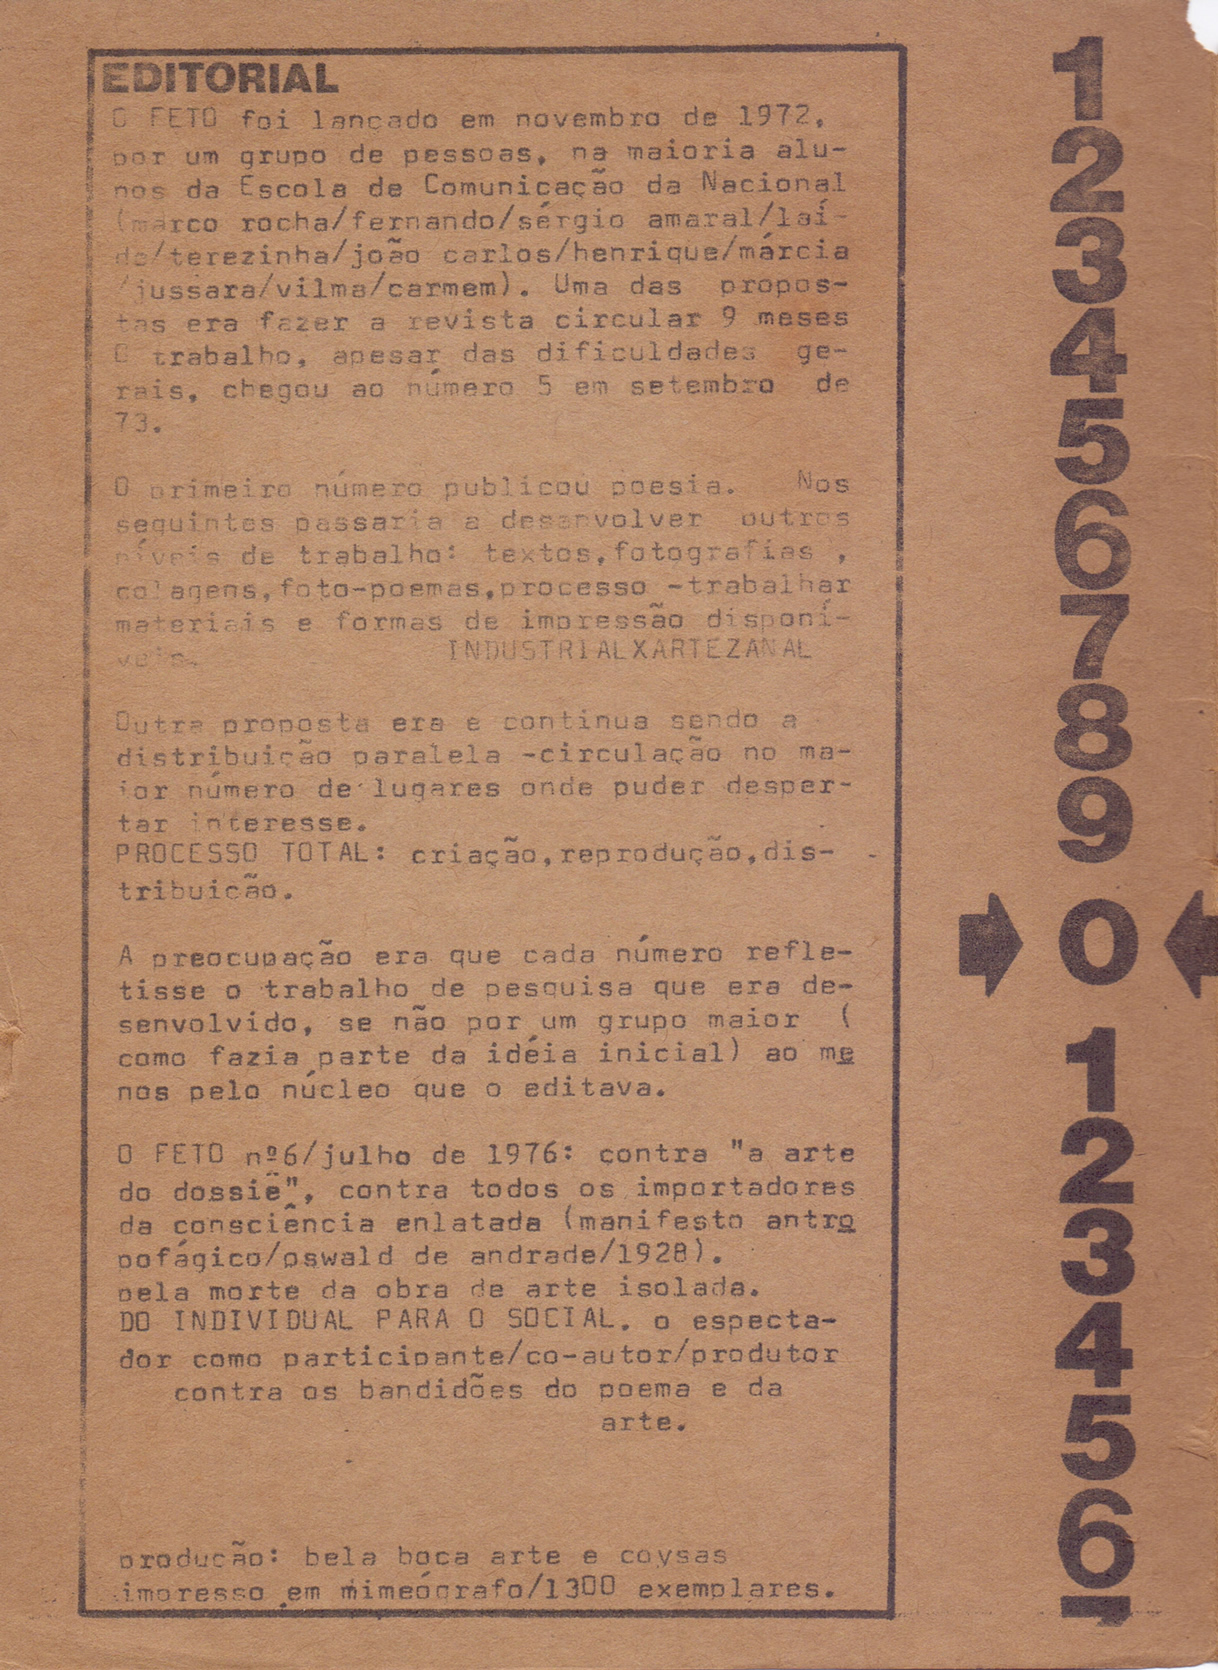 EDITORIAL
O FETO foi lançado em novembro de 1972,
por um grupo de pessoas, na maioria alu-
nos da Escola de Comunicação da Nacional
(marco rocha/fernando/sérgio amaral/laí-
de/terezinha/joão carlos/henrique/márcia
/jussara/vilma/carmem). Uma das propos-
tas era fazer a revista circular 9 meses
O trabalho, apesar das dificuldades ge-
rais, chegou ao número 5 em setembro de
73.
O primeiro número publicou poesia. Nos
seguintes passaria a desenvolver outros
níveis de trabalho: textos,fotografias ,
colagens,foto-poemas,processo -trabalhar
materiais e formas de impressão disponí-
veis. INDUSTRIALXARTEZANAL
Outra proposta era e continua sendo a
distribuição paralela -circulação no ma-
ior número de lugares onde puder desper-
tar interesse.
PROCESSO TOTAL: criação,reprodução,dis-
tribuição.
A preocupação era que cada número refle-
tisse o trabalho de pesquisa que era de-
senvolvido, se não por um grupo maior (
como fazia parte da idéia inicial) ao me
nos pelo núcleo que o editava.
O FETO nº6/julho de 1976: contra "a arte
do dossiê", contra todos os importadores
da consciência enlatada (manifesto antro
pofágico/oswald de andrade/1928).
pela morte da obra de arte isolada.
DO INDIVIDUAL PARA O SOCIAL. o especta-
dor como participante/co-autor/produtor
contra os bandidões do poema e da
arte.
produção: bela boca arte e coysas
impresso em mimeógrafo/1300 exemplares.
1
2
3
4
5
6
7
8
9
0
1
2
3
4
5
6